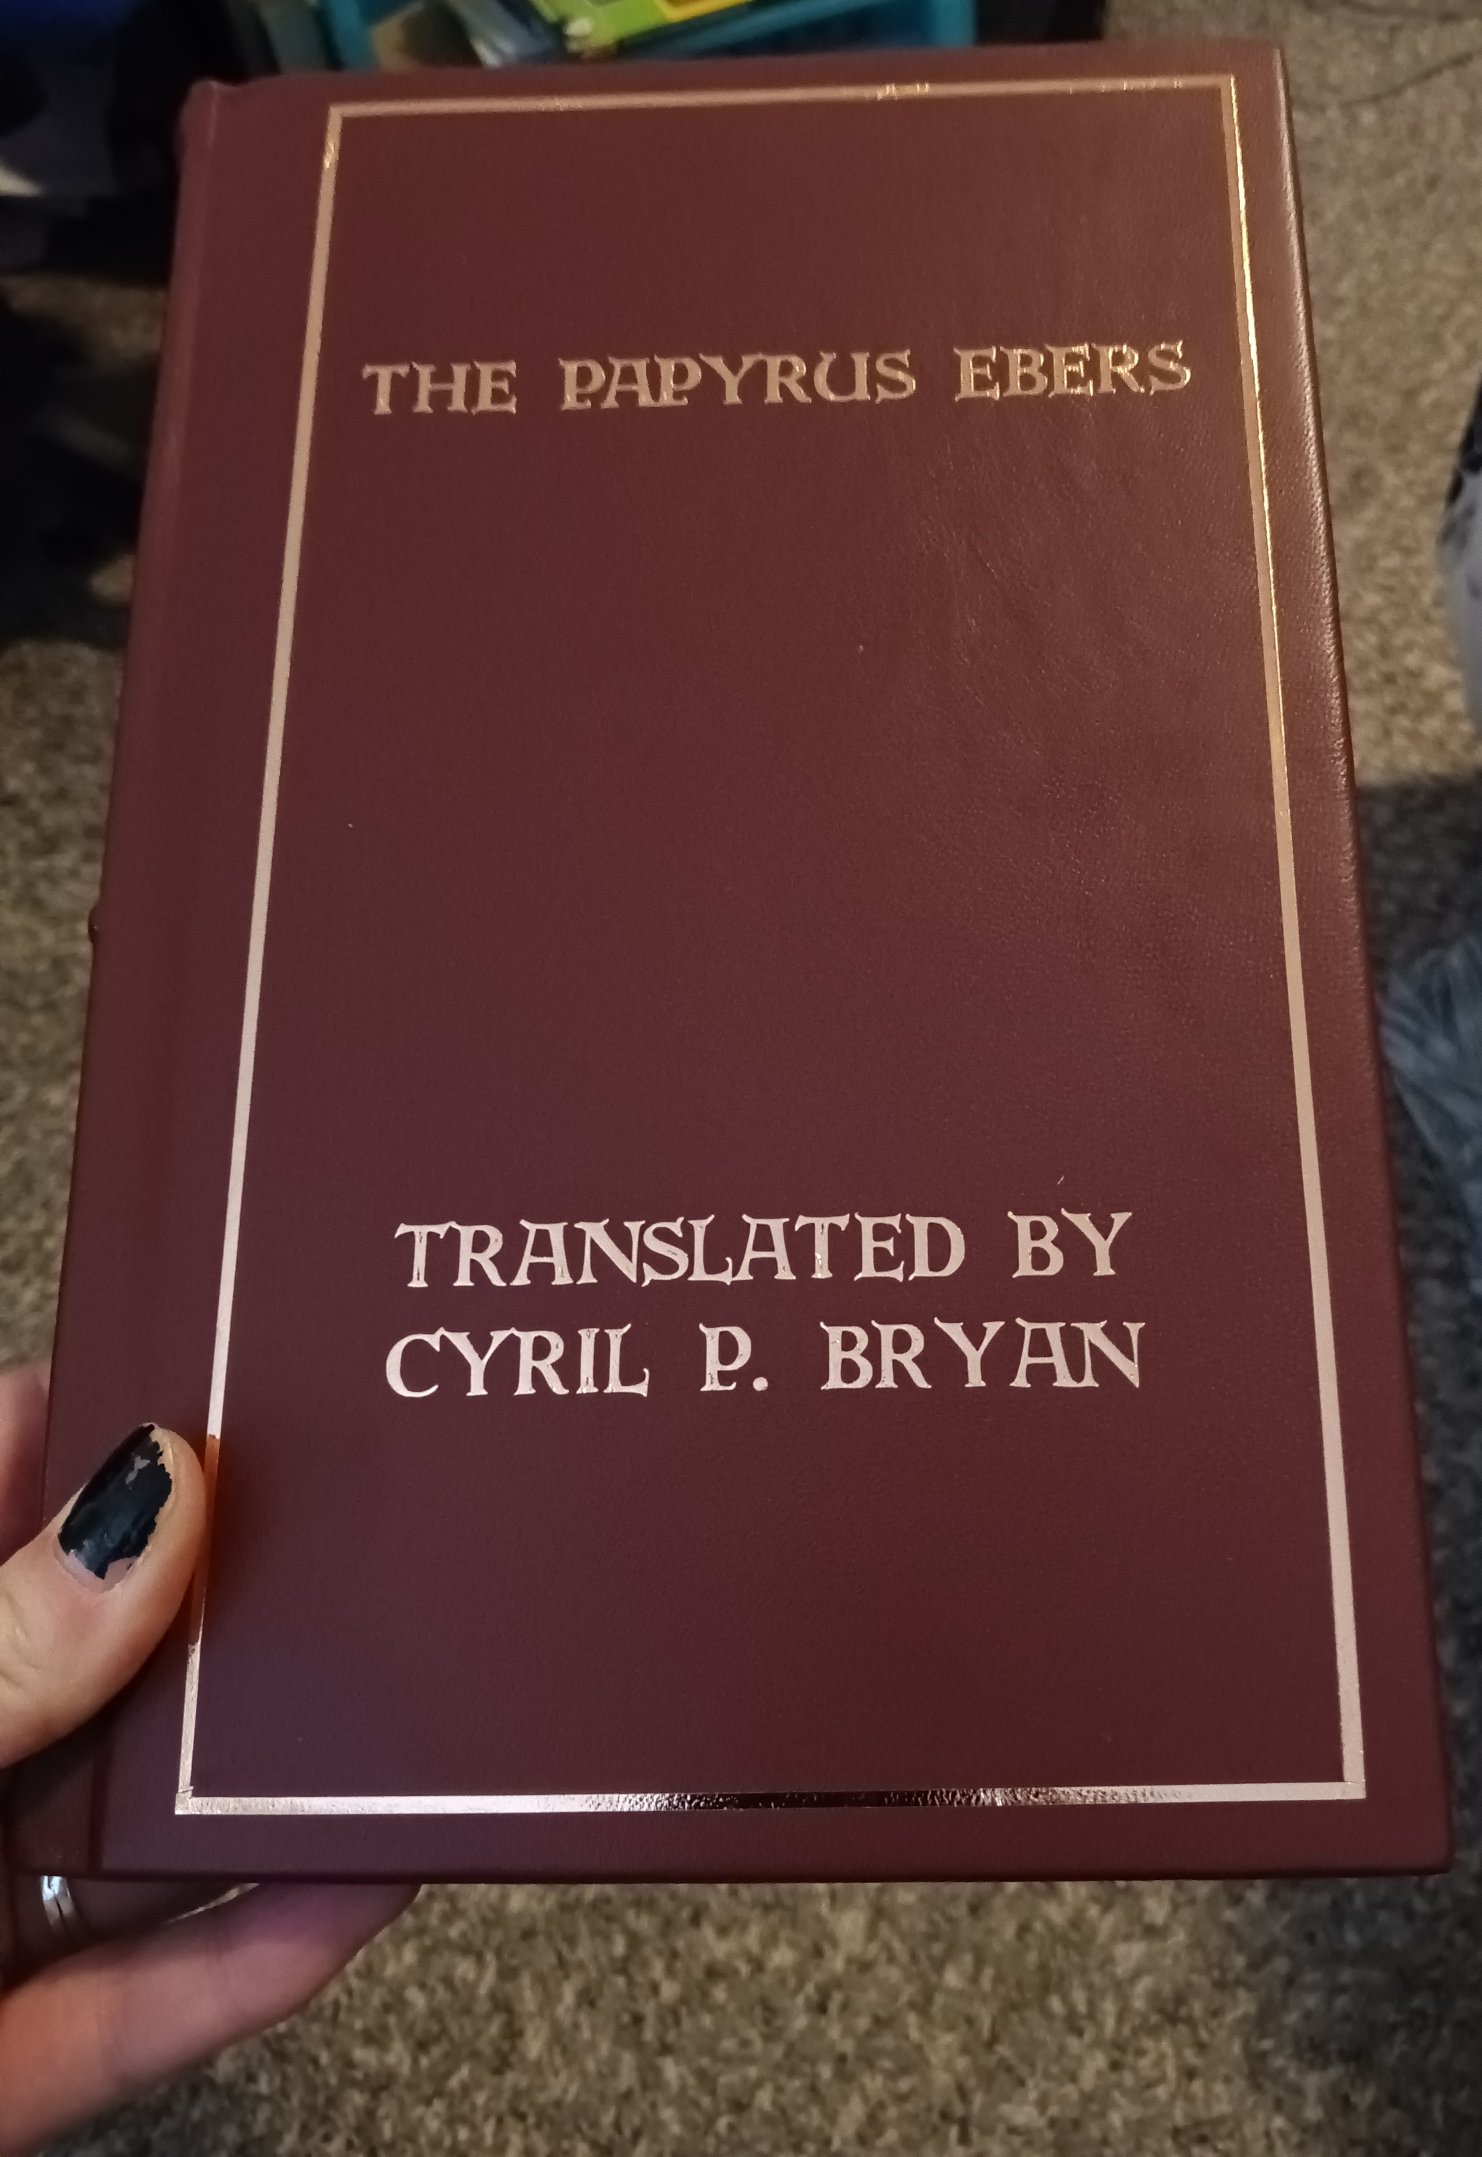 THE PAPYRUS EBERS
TRANSLATED BY
CYRIL P. BRYAN